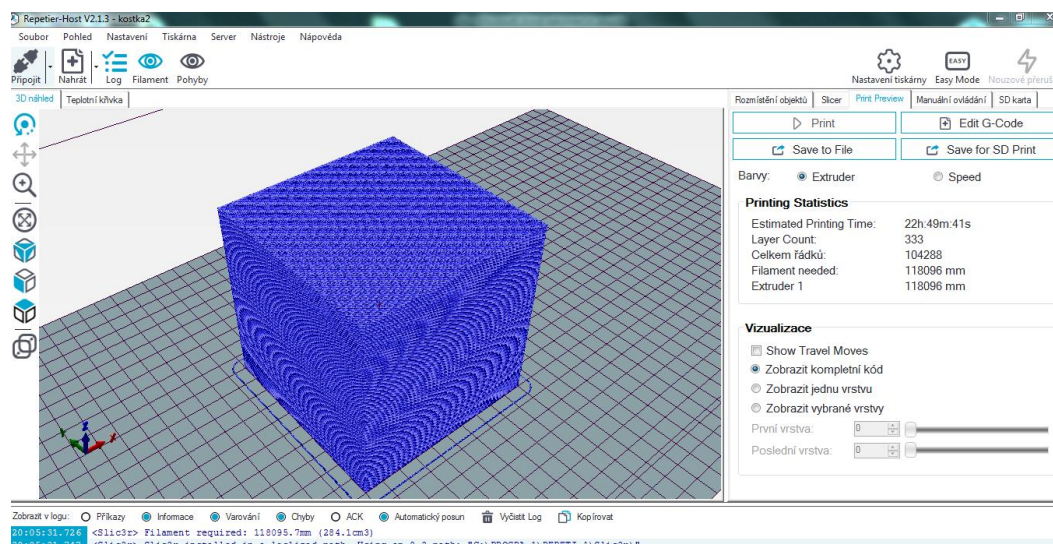 Repetier-Host V2.1.3 - kostka2
Soubor Pohled Nastavení Tiskárna Server Nástroje Nápověda
Připojit Nahrát Log Filament Pohyby Nastavení tiskárny EASY Easy Mode Nouzové přeruš
3D náhled Teplotní křivka
Rozmístění objektů Slicer Print Preview Manuální ovládání SD karta
Print Edit G-Code
Save to File Save for SD Print
Barvy: Extruder Speed
Printing Statistics
Estimated Printing Time: 22h:49m:41s
Layer Count: 333
Celkem řádků: 104288
Filament needed: 118096 mm
Extruder 1 118096 mm
Vizualizace
Show Travel Moves
Zobrazit kompletní kód
Zobrazit jednu vrstvu
Zobrazit vybrané vrstvy
První vrstva: 0
Poslední vrstva: 0
Zobrazit v logu: Příkazy Informace Varování Chyby ACK Automatický posun Vyčistit Log Kopírovat
20:05:31.726 <Slic3r> Filament required: 118095.7mm (284.1cm3)